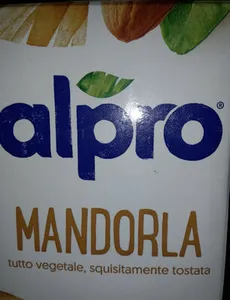 alpro®
MANDORLA
tutto vegetale, squisitamente tostata